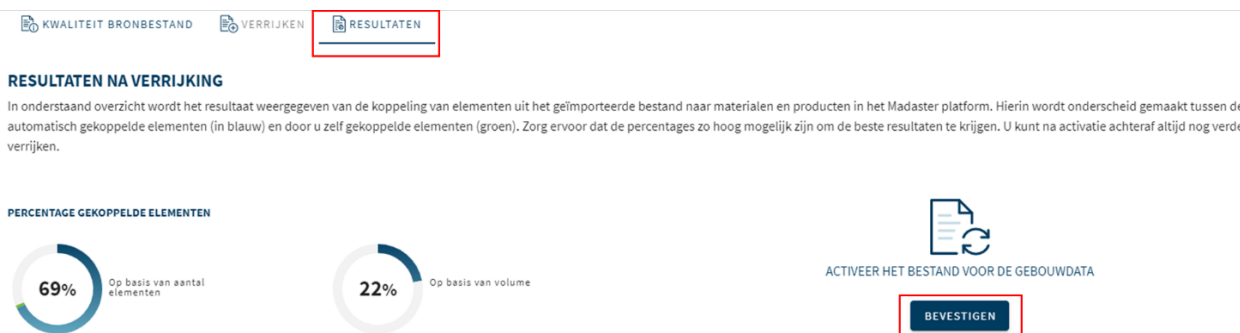 KWALITEIT BRONBESTAND VERRIJKEN RESULTATEN
RESULTATEN NA VERRIJKING
In onderstaand overzicht wordt het resultaat weergegeven van de koppeling van elementen uit het geïmporteerde bestand naar materialen en producten in het Madaster platform. Hierin wordt onderscheid gemaakt tussen de
automatisch gekoppelde elementen (in blauw) en door u zelf gekoppelde elementen (groen). Zorg ervoor dat de percentages zo hoog mogelijk zijn om de beste resultaten te krijgen. U kunt na activatie achteraf altijd nog verde
verrijken.
PERCENTAGE GEKOPPELDE ELEMENTEN
69%
Op basis van aantal
elementen
22%
Op basis van volume
ACTIVEER HET BESTAND VOOR DE GEBOUWDATA
BEVESTIGEN